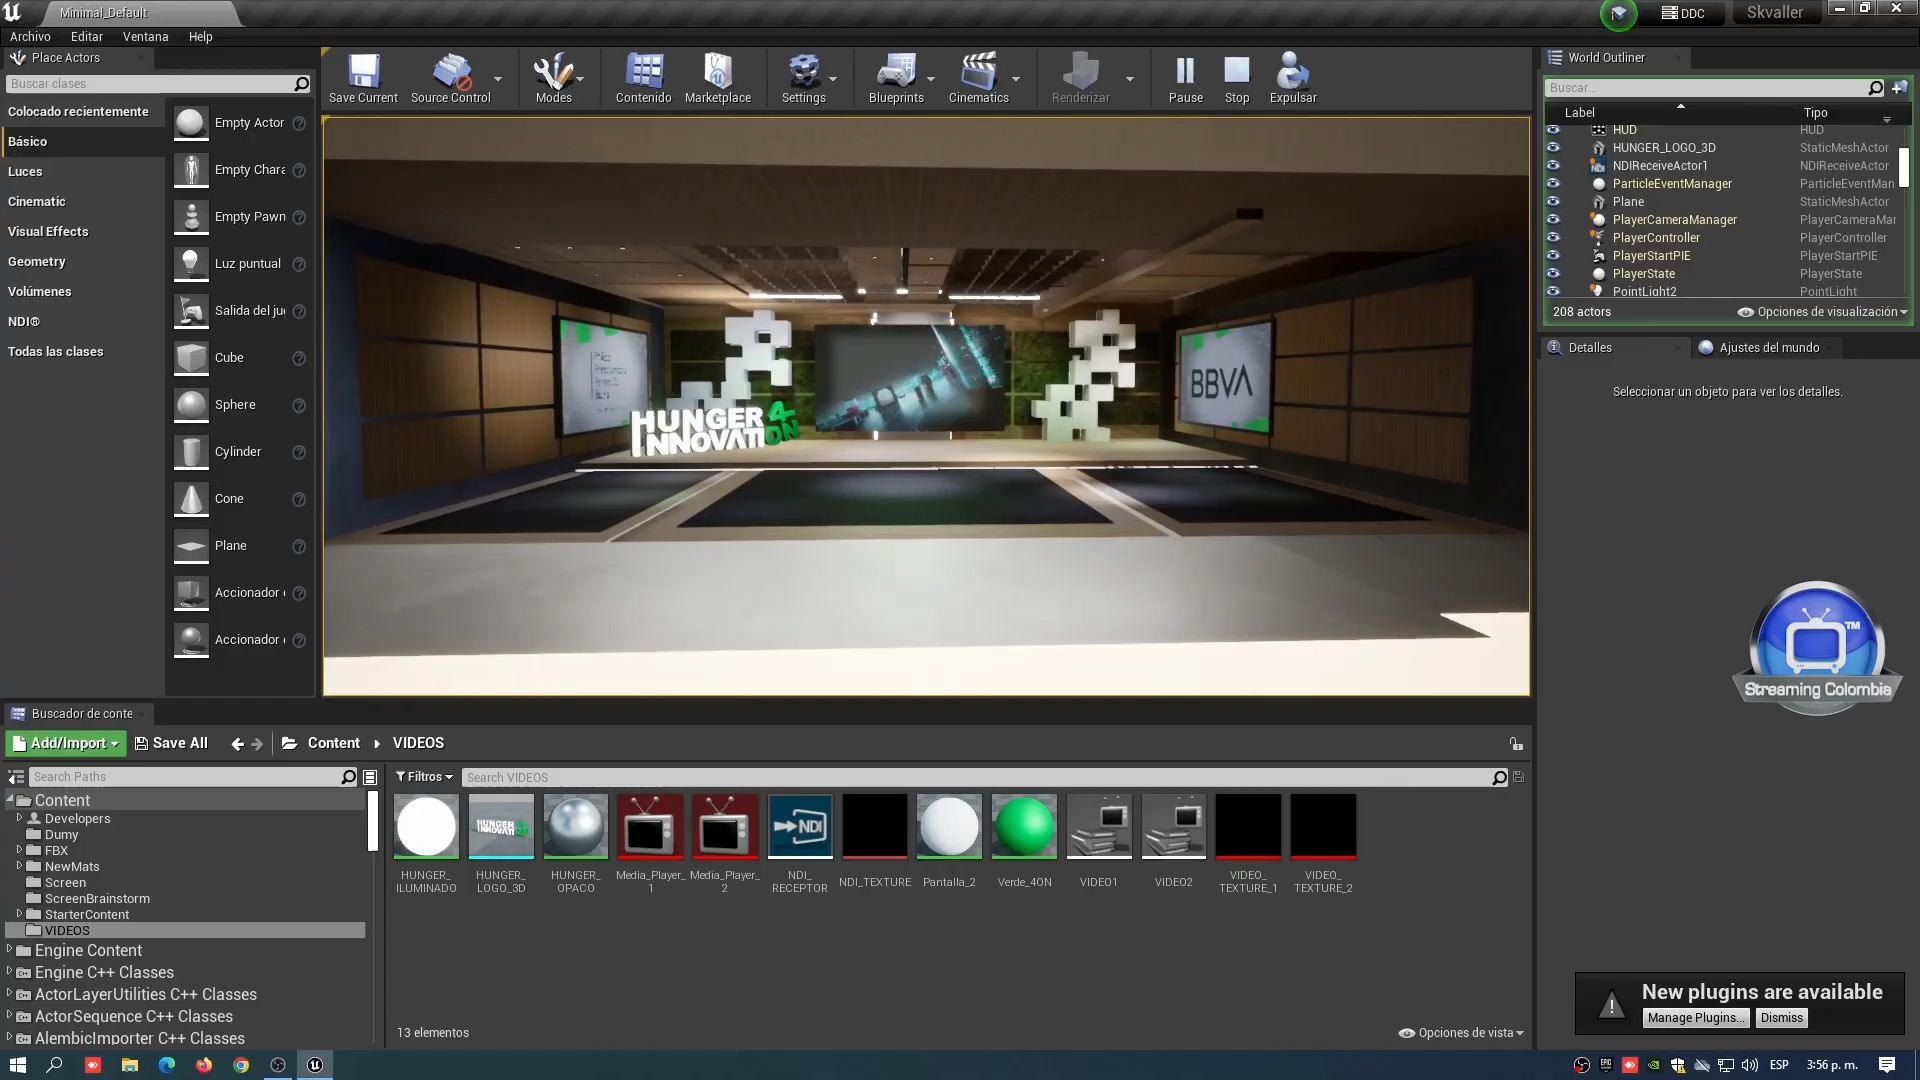 Minimal_Default
DDC
Skvaller
Archivo
Editar
Ventana
Help
Place Actors
Buscar clases
Colocado recientemente
Básico
Luces
Cinematic
Visual Effects
Geometry
Volúmenes
NDI®
Todas las clases
Empty Actor
Empty Chara
Empty Pawn
Luz puntual
Salida del ju
Cube
Sphere
Cylinder
Cone
Plane
Accionador
Accionador
Save Current
Source Control
Modes
Contenido
Marketplace
Settings
Blueprints
Cinematics
Renderizar
Pause
Stop
Expulsar
HUNGER 4
INNOVATION
BBVA
World Outliner
Buscar...
Label
Tipo
HUD
HUD
HUNGER_LOGO_3D
StaticMeshActor
NDIReceiveActor1
NDIReceiveActor
ParticleEventManager
ParticleEventMan
Plane
StaticMeshActor
PlayerCameraManager
PlayerCameraMar
PlayerController
PlayerController
PlayerStartPIE
PlayerStartPIE
PlayerState
PlayerState
PointLight2
PointLight
208 actors
Opciones de visualización
Detalles
Ajustes del mundo
Seleccionar un objeto para ver los detalles.
TM
Streaming Colombia
New plugins are available
Manage Plugins...
Dismiss
Buscador de conte
Add/Import
Save All
Content
VIDEOS
Search Paths
Content
Developers
Dumy
FBX
NewMats
Screen
ScreenBrainstorm
StarterContent
VIDEOS
Engine Content
Engine C++ Classes
ActorLayerUtilities C++ Classes
ActorSequence C++ Classes
AlembicImporter C++ Classes
Filtros
Search VIDEOS
NDI
HUNGER_
ILUMINADO
HUNGER_
LOGO_3D
HUNGER_
OPACO
Media_Player_
1
Media_Player_
2
NDI_
RECEPTOR
NDI_TEXTURE
Pantalla_2
Verde_4ON
VIDEO1
VIDEO2
VIDEO_
TEXTURE_1
VIDEO_
TEXTURE_2
13 elementos
Opciones de vista
ESP
3:56 p. m.